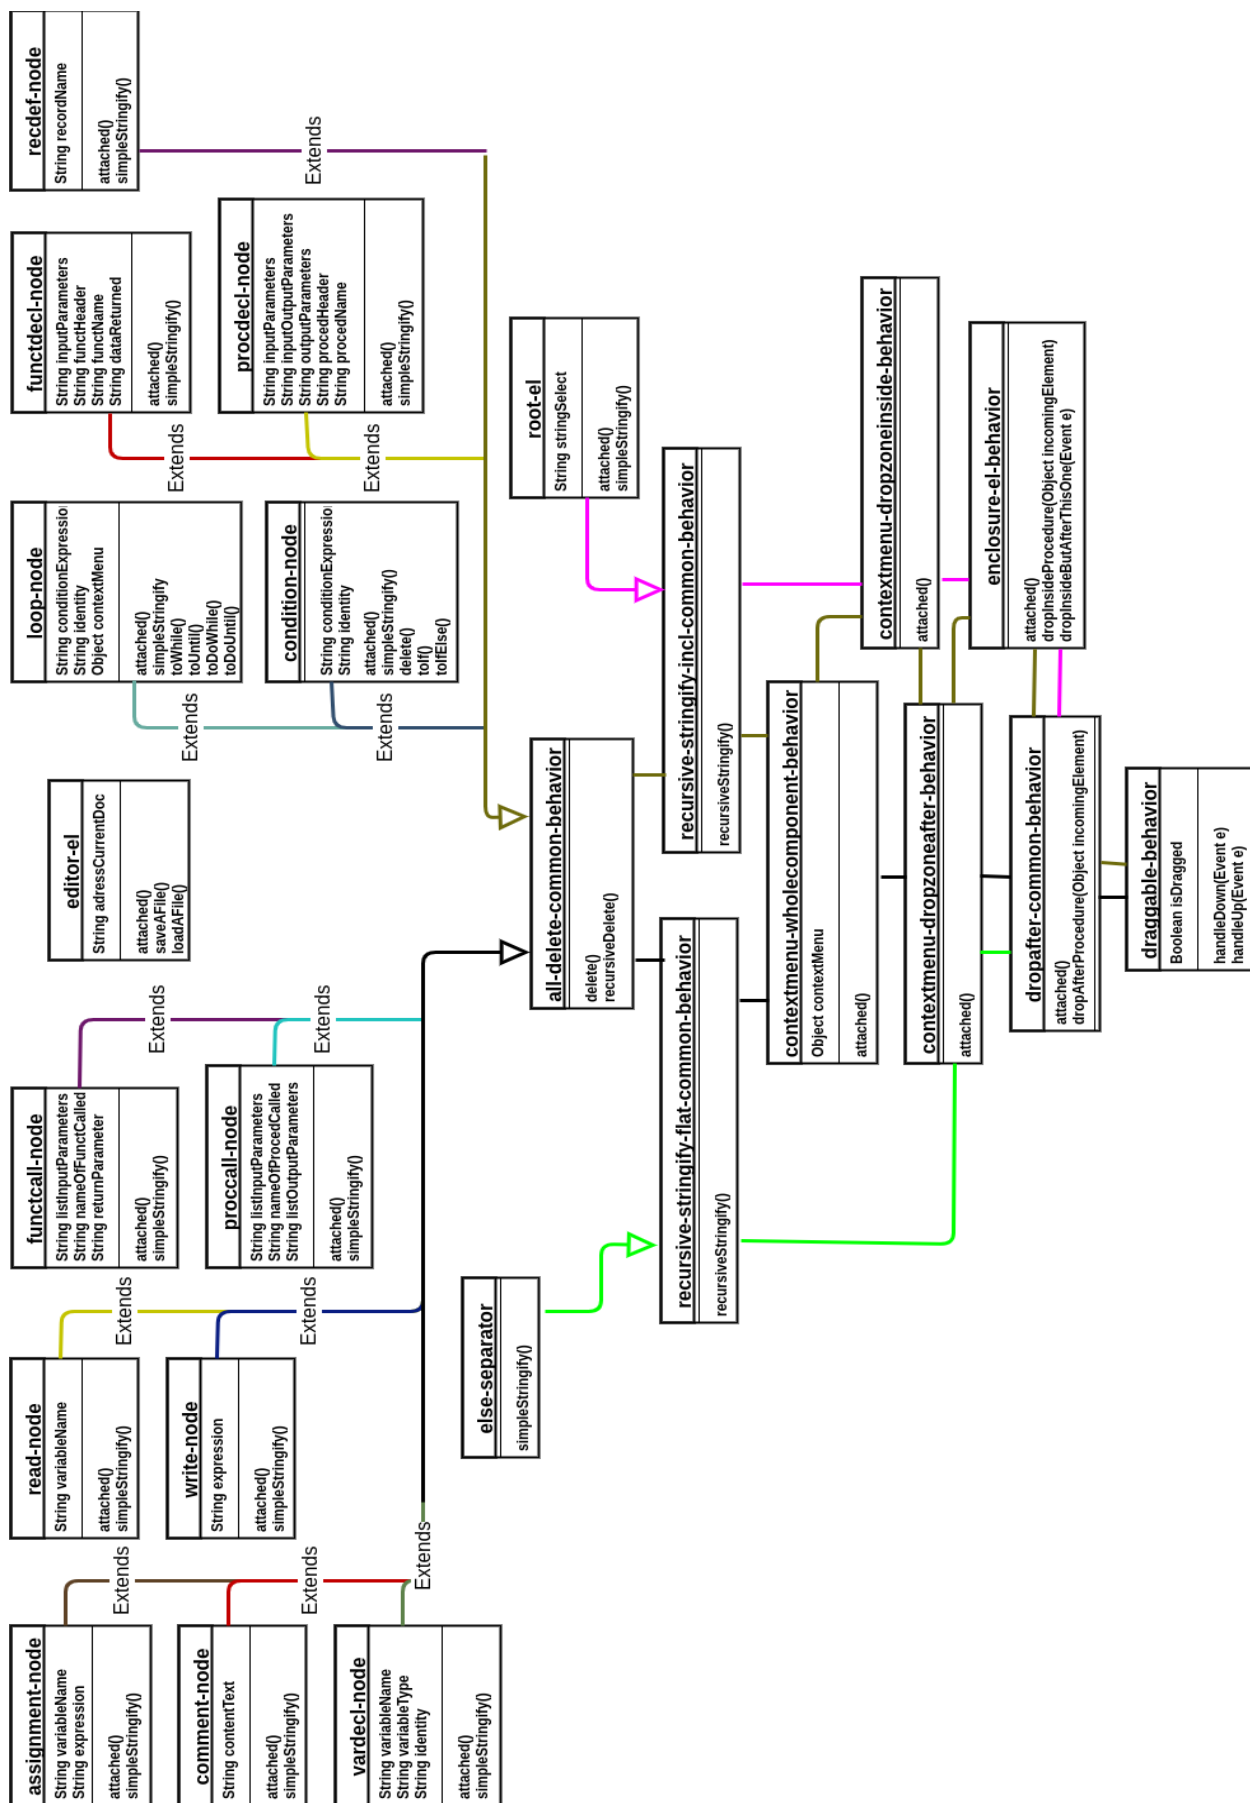 assignment-node
String variableName
String expression
attached()
simpleStringify()
comment-node
String contentText
attached()
simpleStringify()
vardecl-node
String variableName
String variableType
String identity
attached()
simpleStringify()
Extends
Extends
Extends
read-node
String variableName
attached()
simpleStringify()
write-node
String expression
attached()
simpleStringify()
Extends
Extends
functcall-node
String listInputParameters
String nameOfFunctCalled
String returnParameter
attached()
simpleStringify()
proccall-node
String listInputParameters
String nameOfProcedCalled
String listOutputParameters
attached()
simpleStringify()
Extends
Extends
editor-el
String adressCurrentDoc
attached()
saveAFile()
loadAFile()
loop-node
String conditionExpressio
String identity
Object contextMenu
attached()
simpleStringify
toWhile()
toUntil()
toDoWhile()
toDoUntil()
condition-node
String conditionExpressio
String identity
attached()
simpleStringify()
delete()
toIf()
toIfElse()
Extends
Extends
functdecl-node
String inputParameters
String functHeader
String functName
String dataReturned
attached()
simpleStringify()
procdecl-node
String inputParameters
String inputOutputParameters
String outputParameters
String procedHeader
String procedName
attached()
simpleStringify()
Extends
Extends
recdef-node
String recordName
attached()
simpleStringify()
Extends
else-separator
simpleStringify()
all-delete-common-behavior
delete()
recursiveDelete()
root-el
String stringSelect
attached()
simpleStringify()
recursive-stringify-flat-common-behavior
recursiveStringify()
recursive-stringify-incl-common-behavior
recursiveStringify()
contextmenu-wholecomponent-behavior
Object contextMenu
attached()
contextmenu-dropzoneinside-behavior
attached()
contextmenu-dropzoneafter-behavior
attached()
enclosure-el-behavior
attached()
dropInsideProcedure(Object incomingElement)
dropInsideButAfterThisOne(Event e)
dropafter-common-behavior
attached()
dropAfterProcedure(Object incomingElement)
draggable-behavior
Boolean isDragged
handleDown(Event e)
handleUp(Event e)